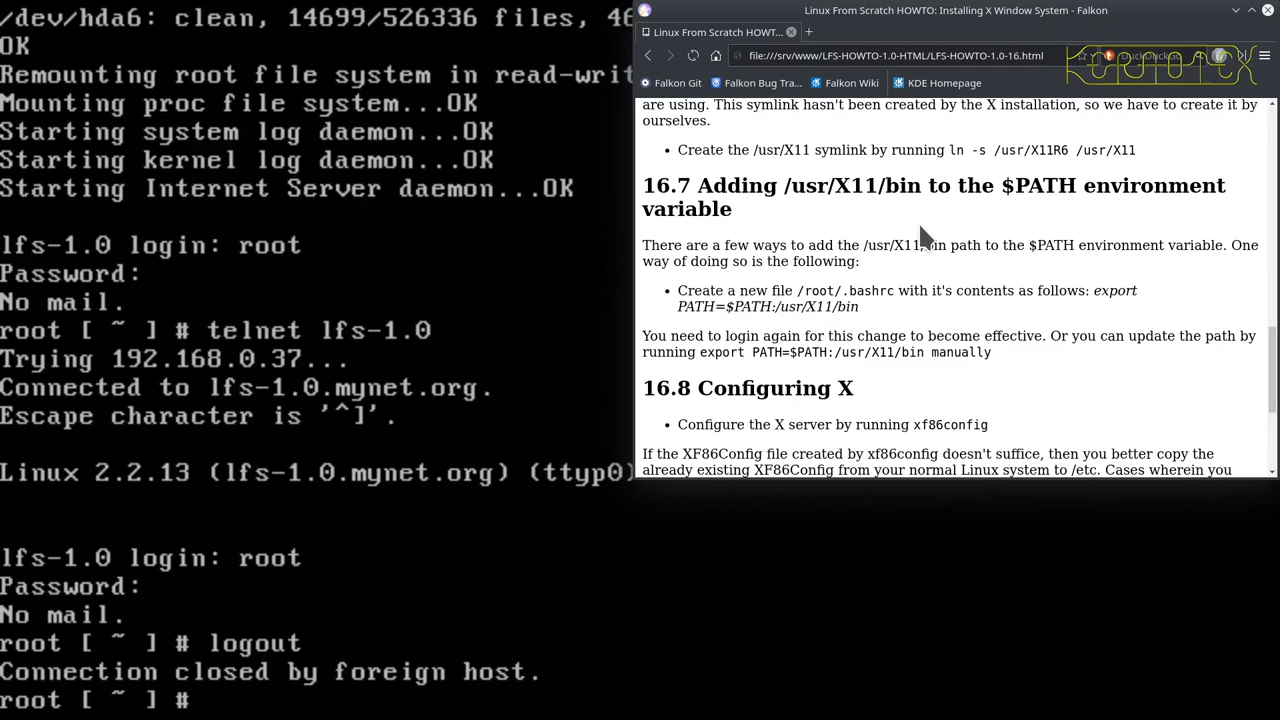 /dev/hda6: clean, 14699/526336 files, 46
OK
Remounting root file system in read-writ
Mounting proc file system...OK
Starting system log daemon...OK
Starting kernel log daemon...OK
Starting Internet Server daemon...OK
lfs-1.0 login: root
Password:
No mail.
root [ ~ ] # telnet lfs-1.0
Trying 192.168.0.37...
Connected to lfs-1.0.mynet.org.
Escape character is '^]'.
Linux 2.2.13 (lfs-1.0.mynet.org) (ttyp0)
lfs-1.0 login: root
Password:
No mail.
root [ ~ ] # logout
Connection closed by foreign host.
root [ ~ ] #
Linux From Scratch HOWTO: Installing X Window System - Falkon
Linux From Scratch HOWT...
file:///srv/www/LFS-HOWTO-1.0-HTML/LFS-HOWTO-1.0-16.html
DuckDuckG
Falkon Git
Falkon Bug Tra...
Falkon Wiki
KDE Homepage
are using. This symlink hasn't been created by the X installation, so we have to create it by
ourselves.
• Create the /usr/X11 symlink by running ln -s /usr/X11R6 /usr/X11
16.7 Adding /usr/X11/bin to the $PATH environment
variable
There are a few ways to add the /usr/X11/bin path to the $PATH environment variable. One
way of doing so is the following:
• Create a new file /root/.bashrc with it's contents as follows: export
PATH=$PATH:/usr/X11/bin
You need to login again for this change to become effective. Or you can update the path by
running export PATH=$PATH:/usr/X11/bin manually
16.8 Configuring X
• Configure the X server by running xf86config
If the XF86Config file created by xf86config doesn't suffice, then you better copy the
already existing XF86Config from your normal Linux system to /etc. Cases wherein you